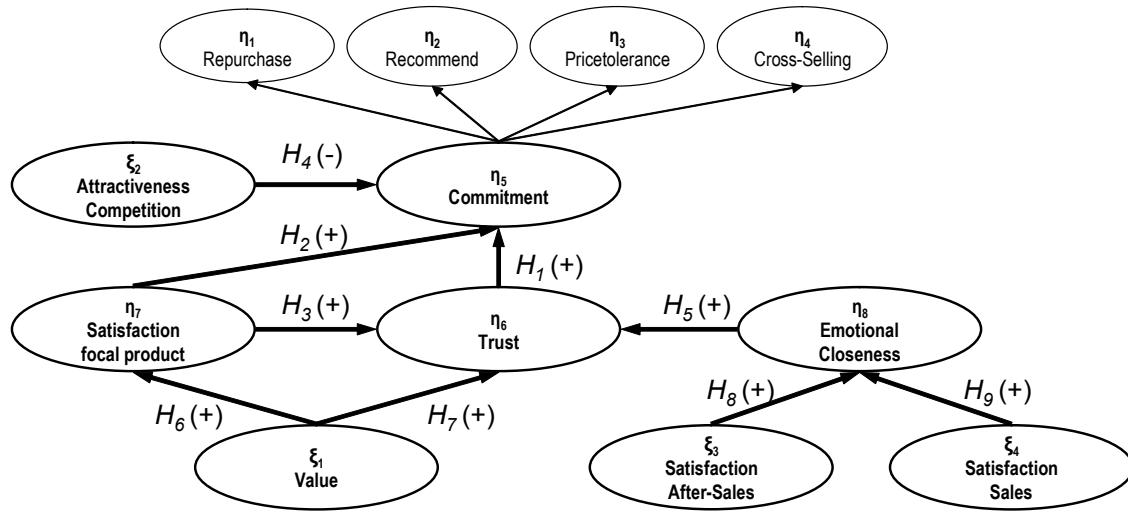 η1
Repurchase
η2
Recommend
η3
Pricetolerance
η4
Cross-Selling
ξ2
Attractiveness
Competition
H4 (-)
η5
Commitment
H2 (+)
H1 (+)
η7
Satisfaction
focal product
H3 (+)
η6
Trust
H5 (+)
η8
Emotional
Closeness
H6 (+)
H7 (+)
H8 (+)
H9 (+)
ξ1
Value
ξ3
Satisfaction
After-Sales
ξ4
Satisfaction
Sales